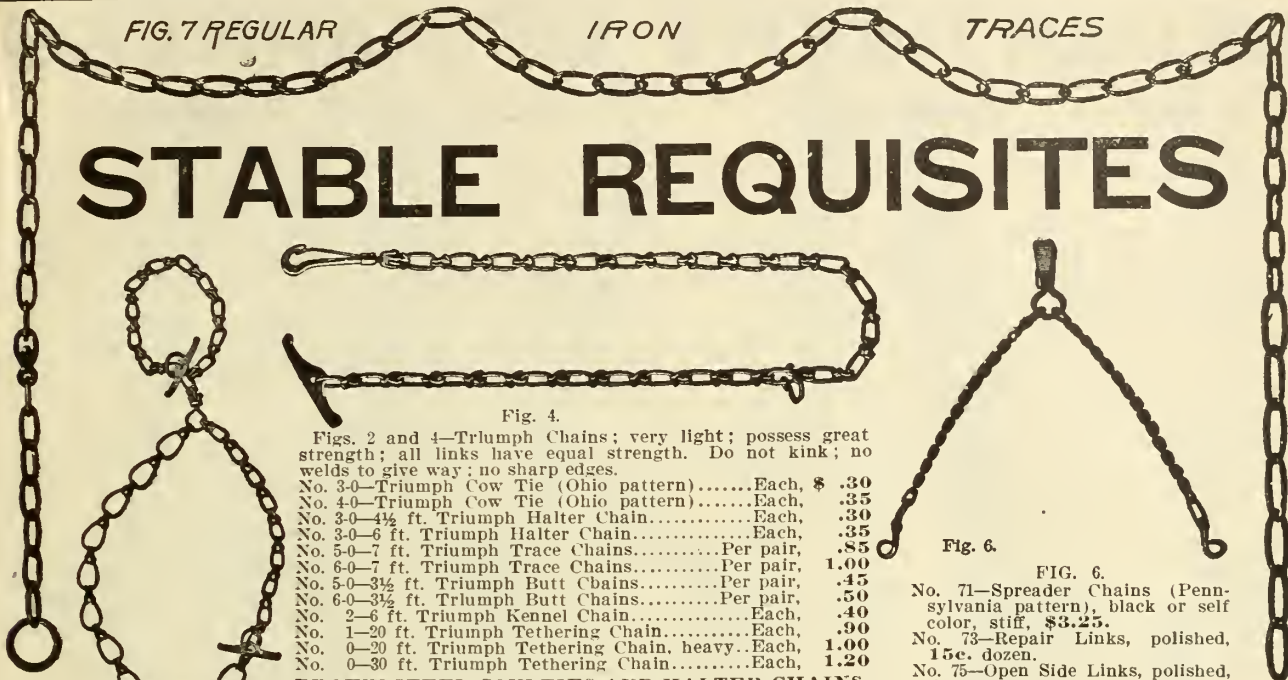 FIG. 7 REGULAR IRON TRACES
STABLE REQUISITES
Fig. 4.
Figs. 2 and 4—Triumph Chains; very light; possess great
strength; all links have equal strength. Do not kink; no
welds to give way; no sharp edges.
No. 3-0—Triumph Cow Tie (Ohio pattern).......Each, $ .30
No. 4-0—Triumph Cow Tie (Ohio pattern).......Each, .35
No. 3-0—4½ ft. Triumph Halter Chain............Each, .30
No. 3-0—6 ft. Triumph Halter Chain..............Each, .35
No. 5-0—7 ft. Triumph Trace Chains..........Per pair, .85
No. 6-0—7 ft. Triumph Trace Chains..........Per pair, 1.00
No. 5-0—3½ ft. Triumph Butt Chains.........Per pair, .45
No. 6-0—3½ ft. Triumph Butt Chains.........Per pair, .50
No. 2—6 ft. Triumph Kennel Chain..............Each, .40
No. 1—20 ft. Triumph Tethering Chain..........Each, .90
No. 0—20 ft. Triumph Tethering Chain, heavy..Each, 1.00
No. 0—30 ft. Triumph Tethering Chain..........Each, 1.20
Fig. 6.
FIG. 6.
No. 71—Spreader Chains (Penn-
sylvania pattern), black or self
color, stiff, $3.25.
No. 73—Repair Links, polished,
15c. dozen.
No. 75—Open Side Links, polished,